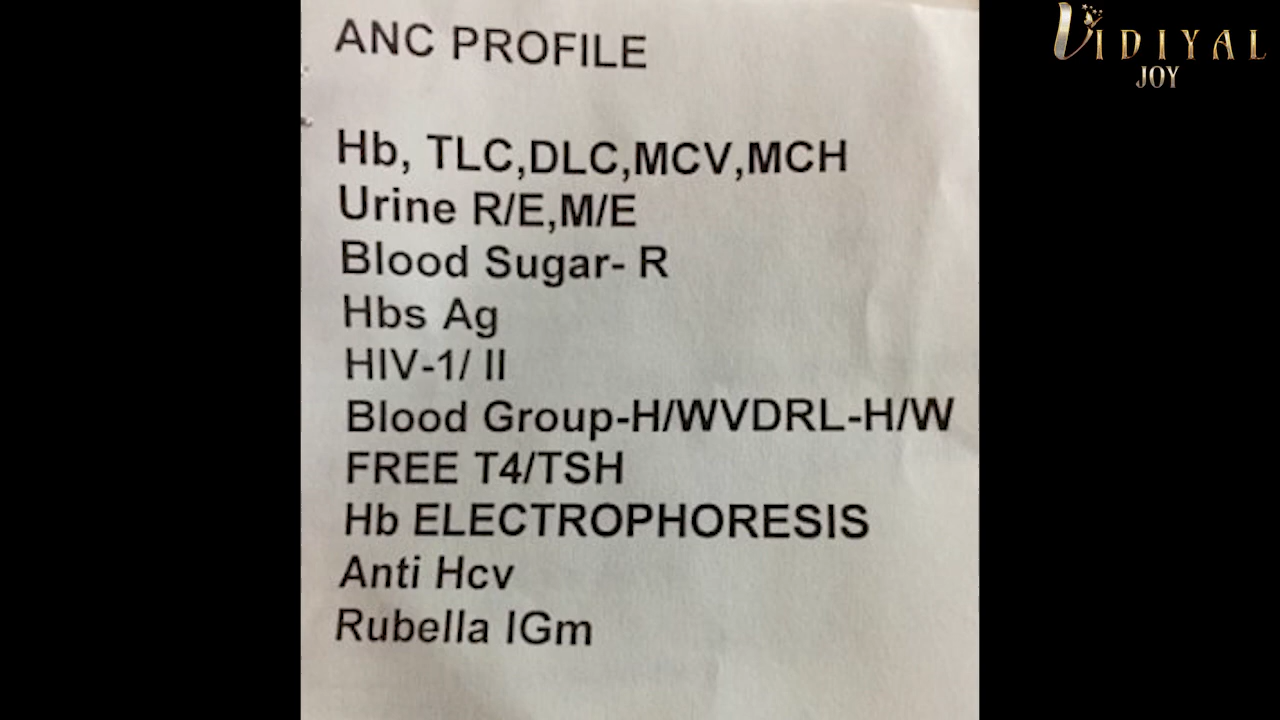 ANC PROFILE
Hb, TLC,DLC,MCV,MCH
Urine R/E,M/E
Blood Sugar- R
Hbs Ag
HIV-1/ II
Blood Group-H/WVDRL-H/W
FREE T4/TSH
Hb ELECTROPHORESIS
Anti Hcv
Rubella IGm
VIDIYAL
JOY